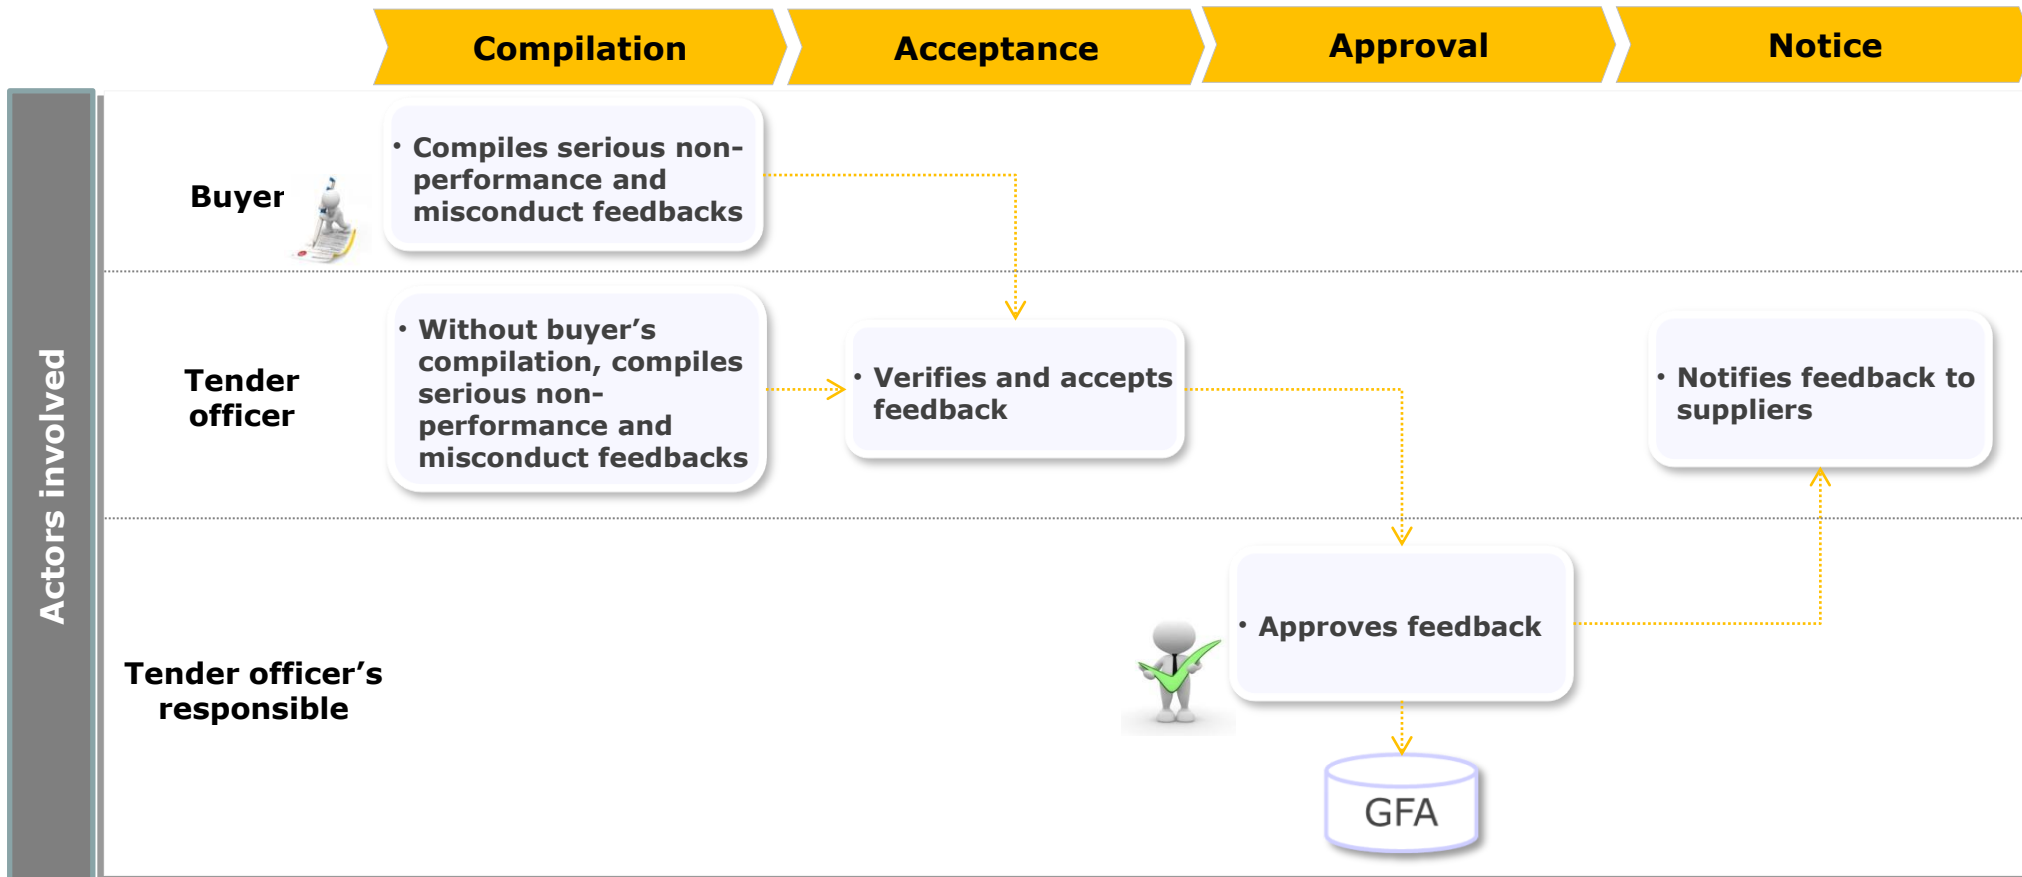 Compilation
Acceptance
Approval
Notice
Actors involved
Buyer
• Compiles serious non-
performance and
misconduct feedbacks
Tender
officer
• Without buyer’s
compilation, compiles
serious non-
performance and
misconduct feedbacks
• Verifies and accepts
feedback
• Notifies feedback to
suppliers
Tender officer’s
responsible
• Approves feedback
GFA